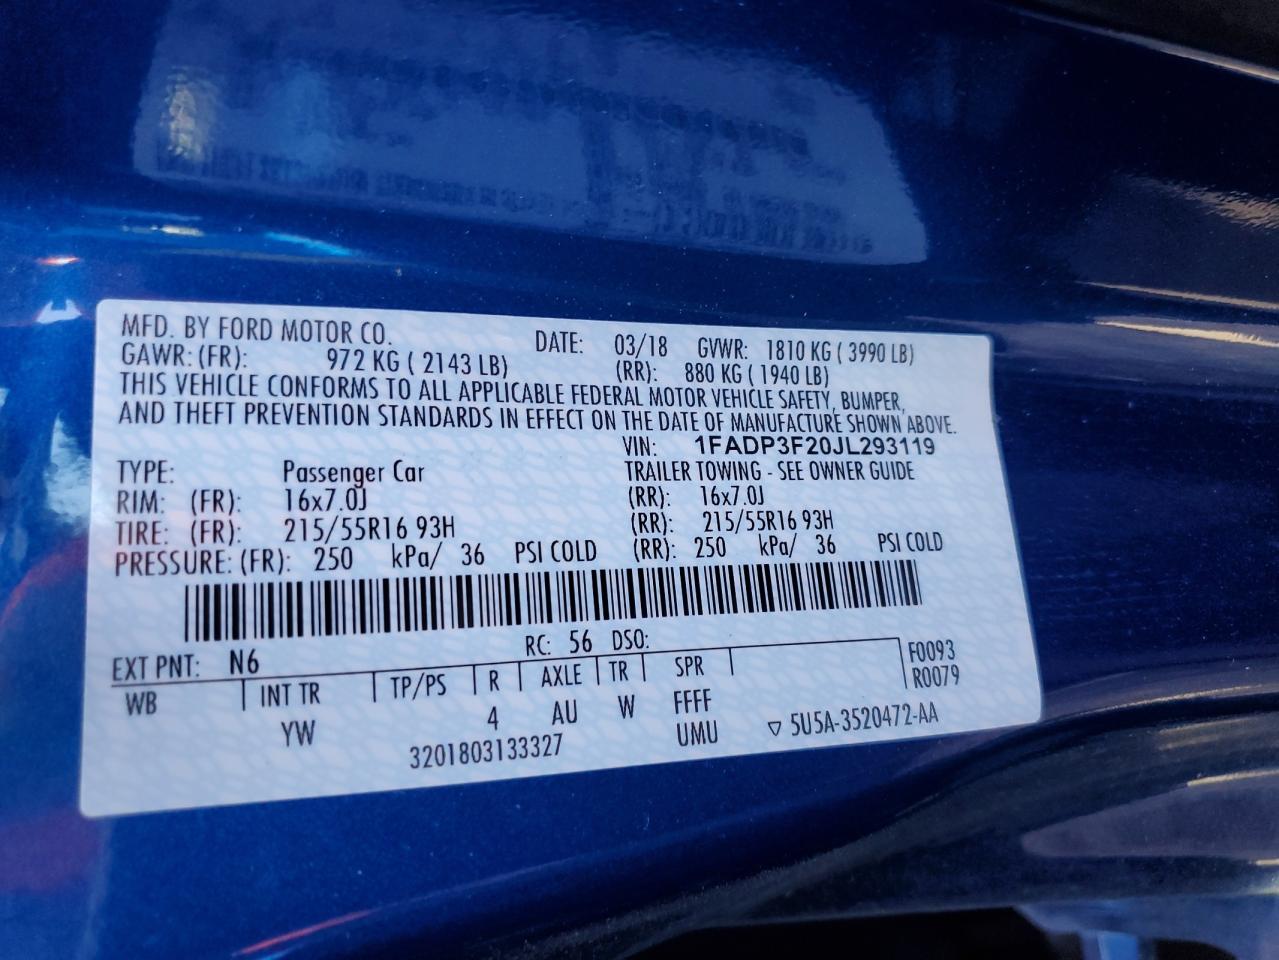 MFD. BY FORD MOTOR CO. DATE: 03/18 GVWR: 1810 KG ( 3990 LB)
GAWR: (FR): 972 KG ( 2143 LB) (RR): 880 KG ( 1940 LB)
THIS VEHICLE CONFORMS TO ALL APPLICABLE FEDERAL MOTOR VEHICLE SAFETY, BUMPER,
AND THEFT PREVENTION STANDARDS IN EFFECT ON THE DATE OF MANUFACTURE SHOWN ABOVE.
VIN: 1FADP3F20JL293119
TYPE: Passenger Car TRAILER TOWING - SEE OWNER GUIDE
RIM: (FR): 16x7.0J (RR): 16x7.0J
TIRE: (FR): 215/55R16 93H (RR): 215/55R16 93H
PRESSURE: (FR): 250 kPa/ 36 PSI COLD (RR): 250 kPa/ 36 PSI COLD
EXT PNT: N6 RC: 56 DSO:
WB INT TR TP/PS R AXLE TR SPR F0093
R0079
YW 4 AU W FFFF
3201803133327 UMU ▽ 5U5A-3520472-AA